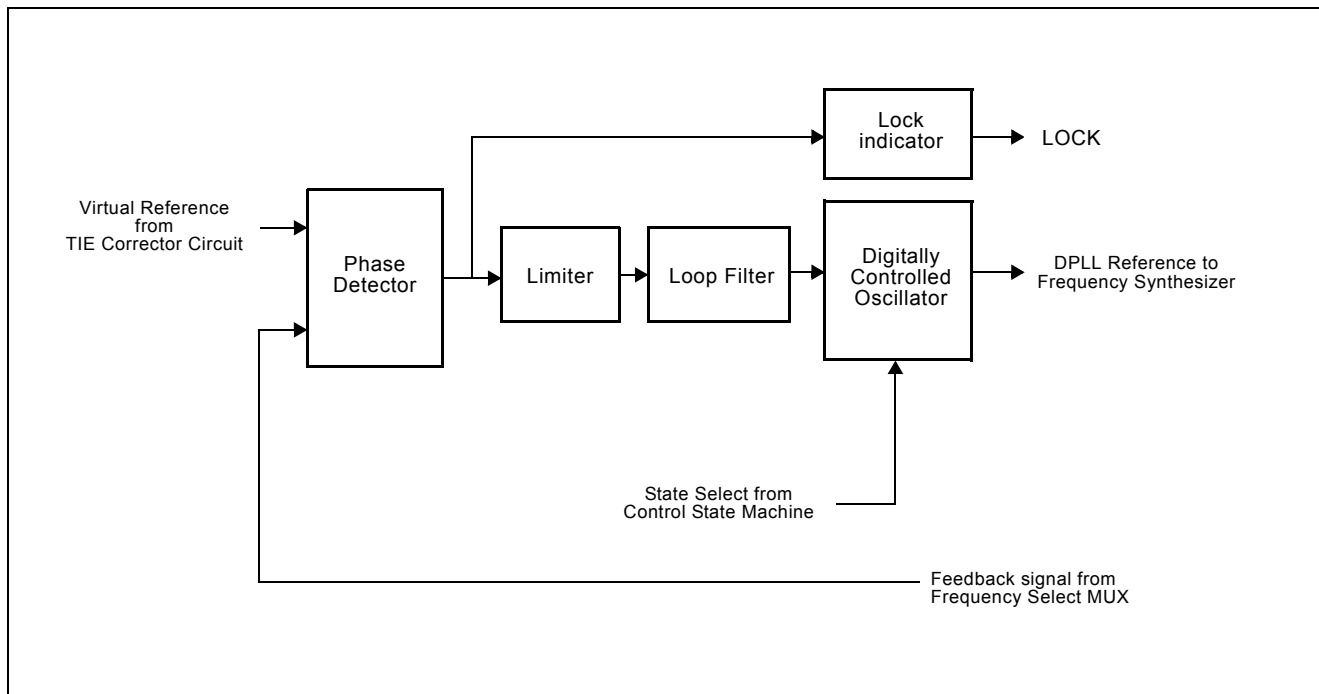 Lock
indicator
LOCK
Virtual Reference
from
TIE Corrector Circuit
Phase
Detector
Limiter
Loop Filter
Digitally
Controlled
Oscillator
DPLL Reference to
Frequency Synthesizer
State Select from
Control State Machine
Feedback signal from
Frequency Select MUX